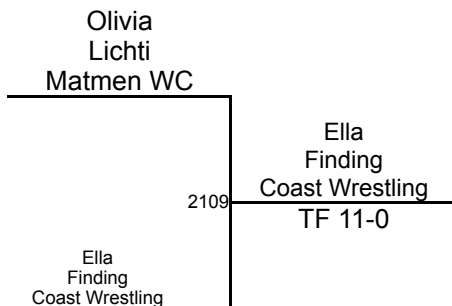 Olivia
Lichti
Matmen WC
Ella
Finding
Coast Wrestling
2109
TF 11-0
Ella
Finding
Coast Wrestling